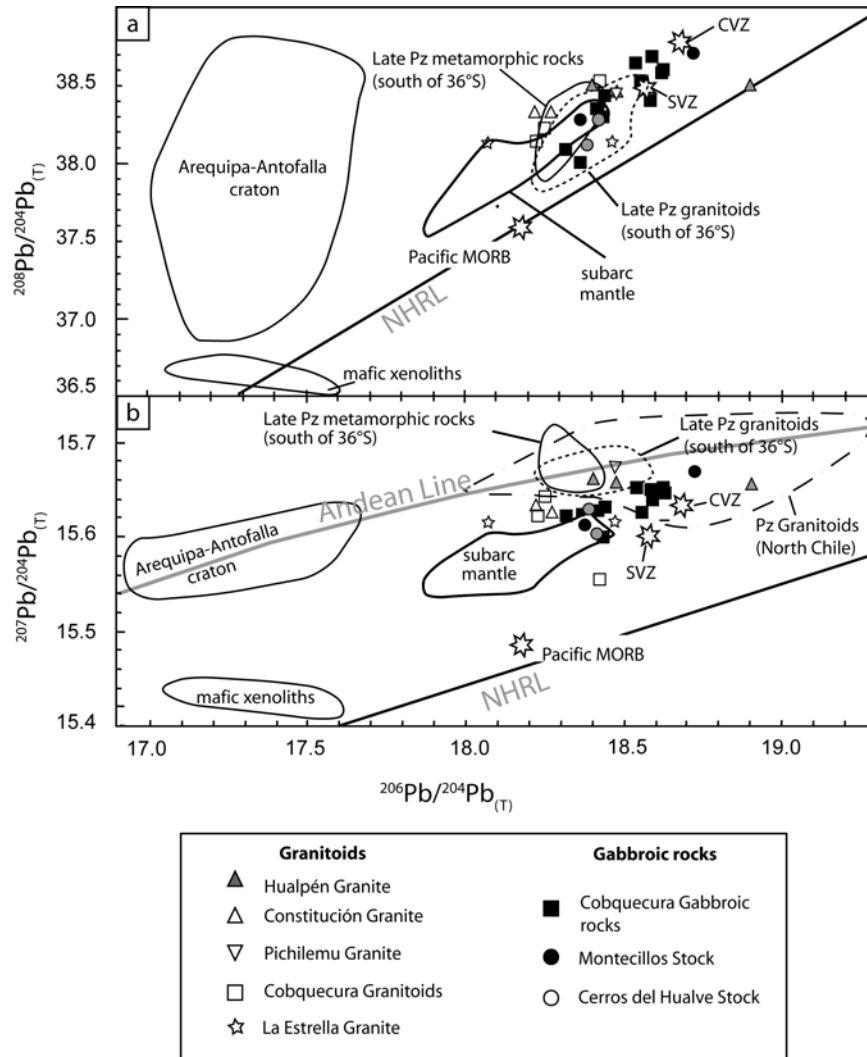 a
CVZ
Late Pz metamorphic rocks
(south of 36°S)
38.5
SVZ
Arequipa-Antofalla
craton
38.0
Late Pz granitoids
(south of 36°S)
37.5
Pacific MORB
subarc
mantle
NHRL
37.0
mafic xenoliths
36.5
208Pb/204Pb(T)
b
Late Pz metamorphic rocks
(south of 36°S)
Late Pz granitoids
(south of 36°S)
15.7
Andean Line
CVZ
15.6
Arequipa-Antofalla
craton
subarc
mantle
SVZ
Pz Granitoids
(North Chile)
15.5
Pacific MORB
NHRL
mafic xenoliths
15.4
207Pb/204Pb(T)
17.0 17.5 18.0 18.5 19.0
206Pb/204Pb(T)
Granitoids
Hualpén Granite
Constitución Granite
Pichilemu Granite
Cobquecura Granitoids
La Estrella Granite
Gabbroic rocks
Cobquecura Gabbroic
rocks
Montecillos Stock
Cerros del Hualve Stock